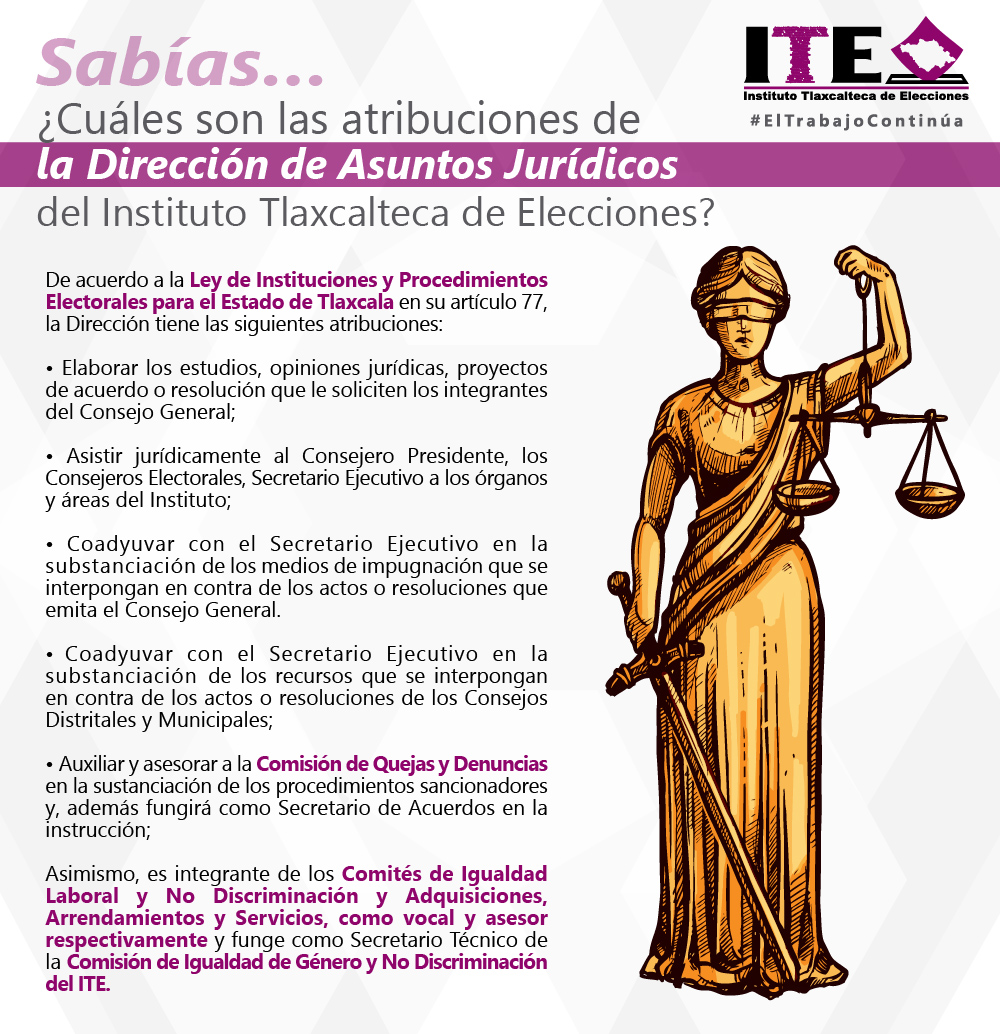 Sabías...
¿Cuáles son las atribuciones de
la Dirección de Asuntos Jurídicos
del Instituto Tlaxcalteca de Elecciones?
ITE
Instituto Tlaxcalteca de Elecciones
#ElTrabajoContinúa
De acuerdo a la Ley de Instituciones y Procedimientos
Electorales para el Estado de Tlaxcala en su artículo 77,
la Dirección tiene las siguientes atribuciones:
• Elaborar los estudios, opiniones jurídicas, proyectos
de acuerdo o resolución que le soliciten los integrantes
del Consejo General;
• Asistir jurídicamente al Consejero Presidente, los
Consejeros Electorales, Secretario Ejecutivo a los órganos
y áreas del Instituto;
• Coadyuvar con el Secretario Ejecutivo en la
substanciación de los medios de impugnación que se
interpongan en contra de los actos o resoluciones que
emita el Consejo General.
• Coadyuvar con el Secretario Ejecutivo en la
substanciación de los recursos que se interpongan
en contra de los actos o resoluciones de los Consejos
Distritales y Municipales;
• Auxiliar y asesorar a la Comisión de Quejas y Denuncias
en la sustanciación de los procedimientos sancionadores
y, además fungirá como Secretario de Acuerdos en la
instrucción;
Asimismo, es integrante de los Comités de Igualdad
Laboral y No Discriminación y Adquisiciones,
Arrendamientos y Servicios, como vocal y asesor
respectivamente y funge como Secretario Técnico de
la Comisión de Igualdad de Género y No Discriminación
del ITE.